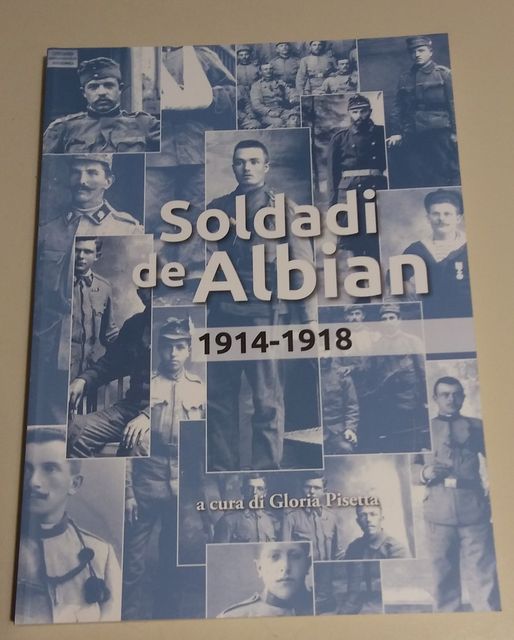 Soldadi
de Albian
1914-1918
a cura di Gloria Pisetta